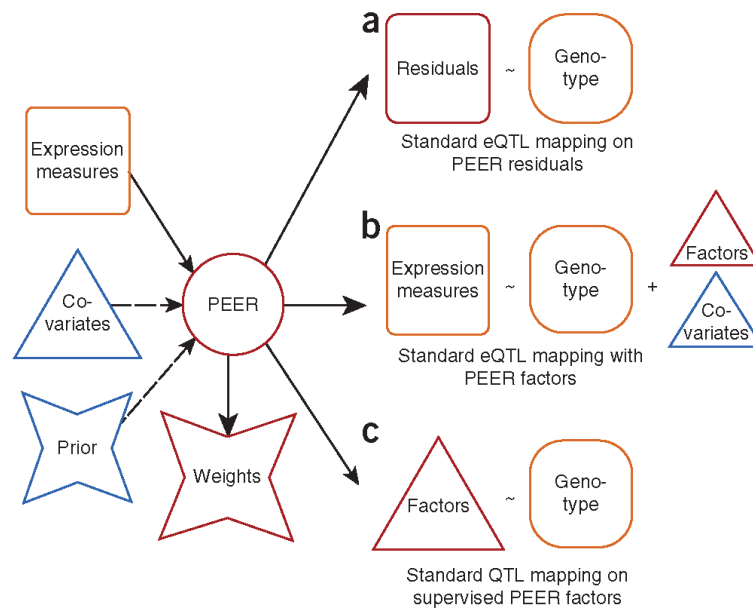 a
Residuals
~
Geno-
type
Standard eQTL mapping on
PEER residuals
Expression
measures
Co-
variates
Prior
PEER
Weights
b
Expression
measures
~
Geno-
type
+
Factors
Co-
variates
Standard eQTL mapping with
PEER factors
c
Factors
~
Geno-
type
Standard QTL mapping on
supervised PEER factors